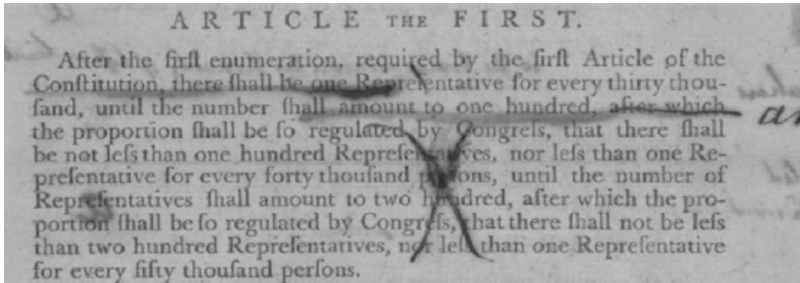 ARTICLE THE FIRST.
After the firſt enumeration, required by the firſt Article of the
Conſtitution, there ſhall be one Repreſentative for every thirty thou-
ſand, until the number ſhall amount to one hundred, after which
the proportion ſhall be ſo regulated by Congreſs, that there ſhall
be not leſs than one hundred Repreſentatives, nor leſs than one Re-
preſentative for every forty thouſand perſons, until the number of
Repreſentatives ſhall amount to two hundred, after which the pro-
portion ſhall be ſo regulated by Congreſs, that there ſhall not be leſs
than two hundred Repreſentatives, nor leſs than one Repreſentative
for every fifty thouſand perſons.